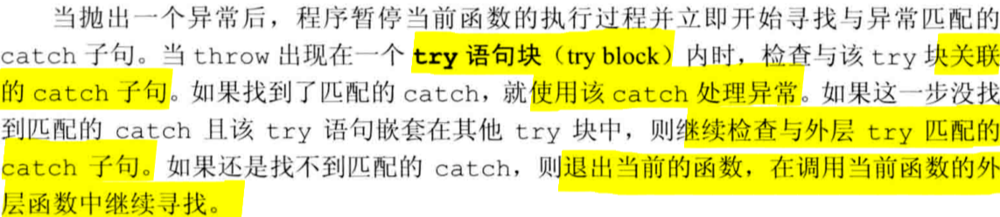 当抛出一个异常后，程序暂停当前函数的执行过程并立即开始寻找与异常匹配的
catch 子句。当 throw 出现在一个 try 语句块（try block）内时，检查与该 try 块关联
的 catch 子句。如果找到了匹配的 catch，就使用该 catch 处理异常。如果这一步没找
到匹配的 catch 且该 try 语句嵌套在其他 try 块中，则继续检查与外层 try 匹配的
catch 子句。如果还是找不到匹配的 catch，则退出当前的函数，在调用当前函数的外
层函数中继续寻找。